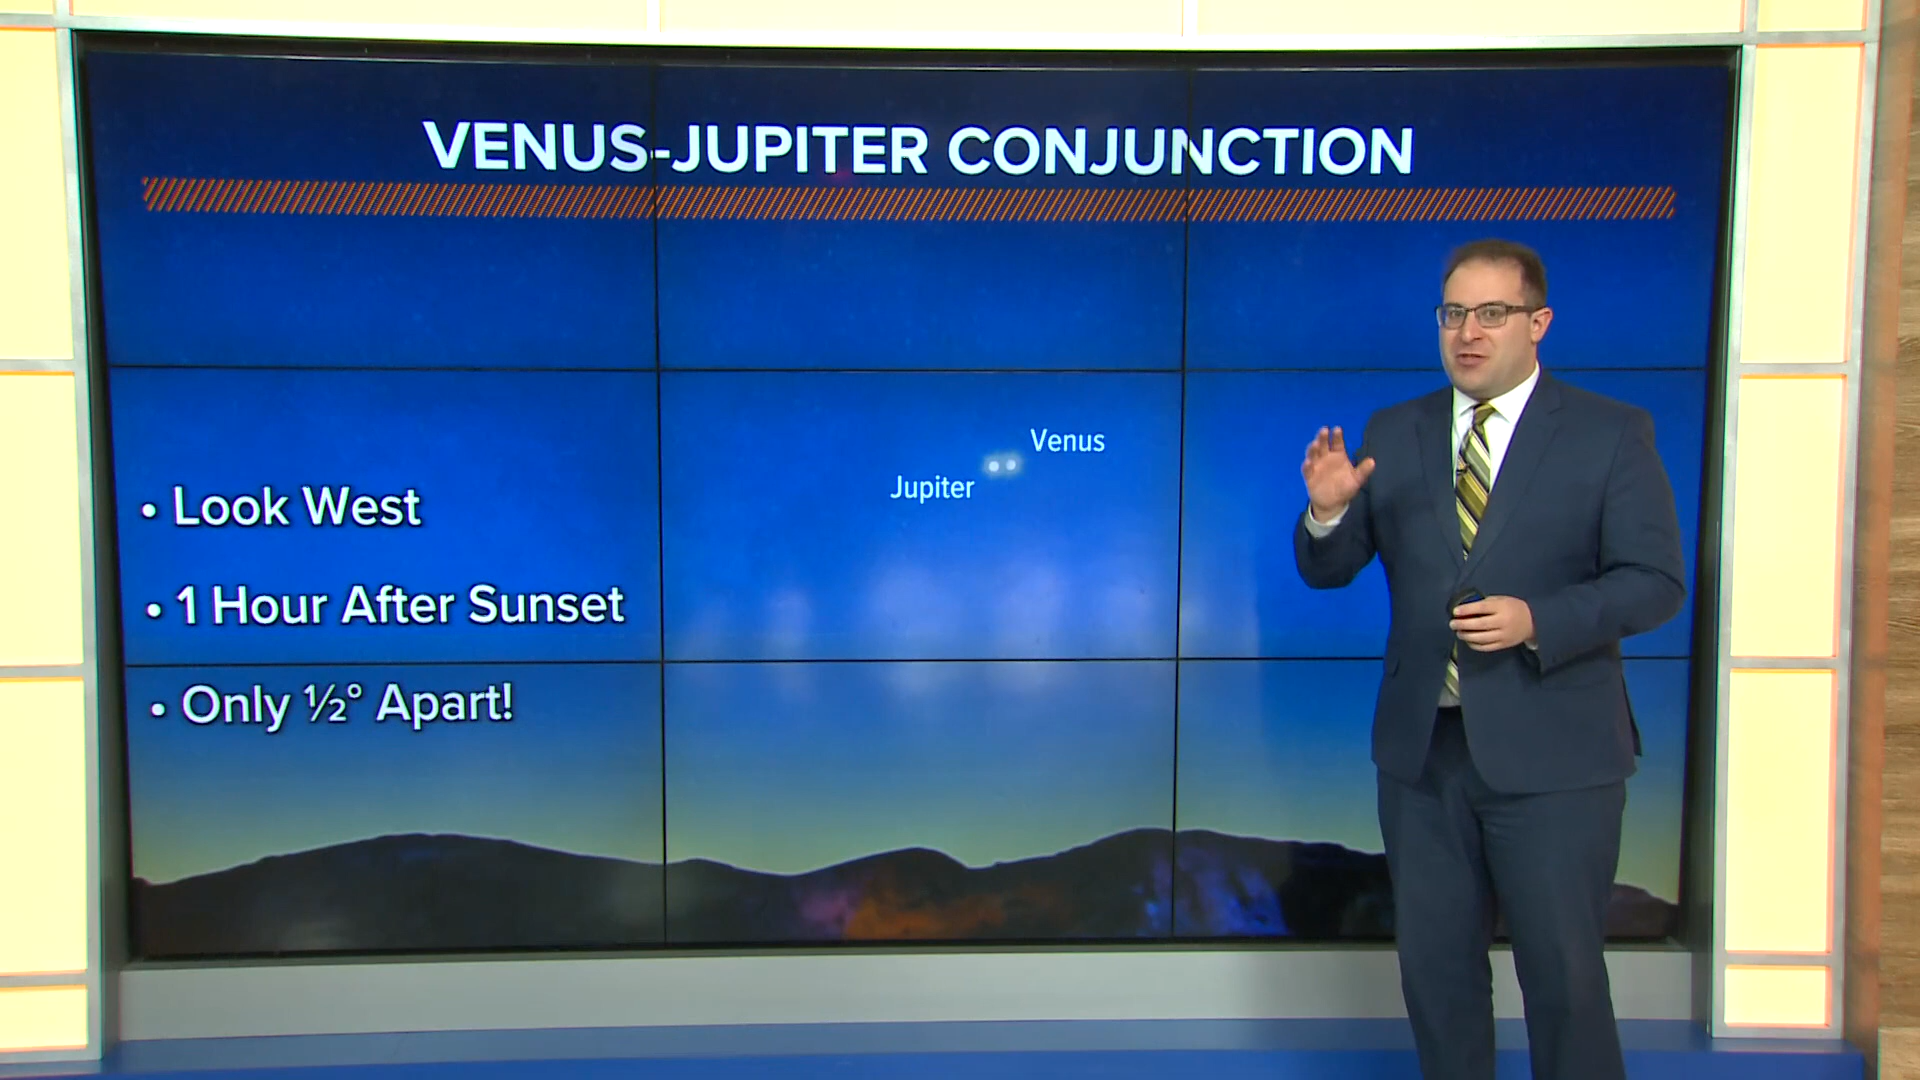 VENUS-JUPITER CONJUNCTION
Venus
Jupiter
• Look West
• 1 Hour After Sunset
• Only ½° Apart!